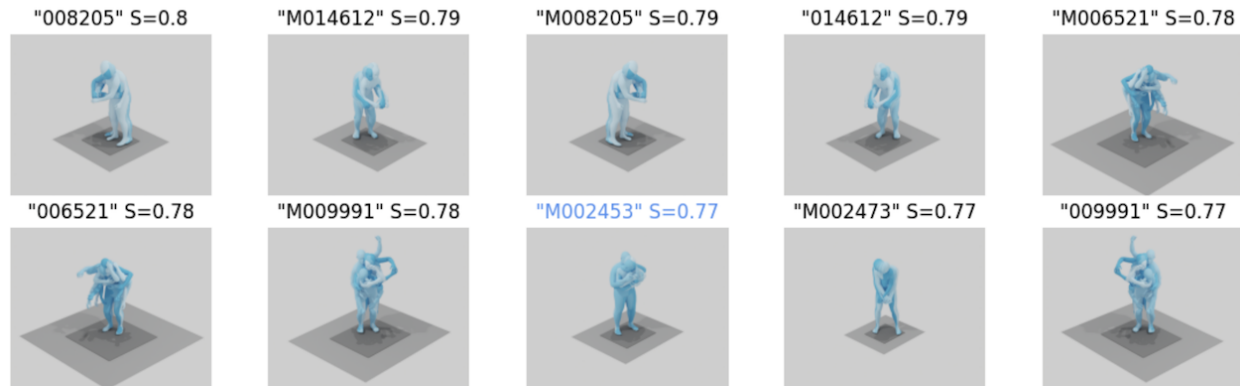 "008205" S=0.8 "M014612" S=0.79 "M008205" S=0.79 "014612" S=0.79 "M006521" S=0.78
"006521" S=0.78 "M009991" S=0.78 "M002453" S=0.77 "M002473" S=0.77 "009991" S=0.77